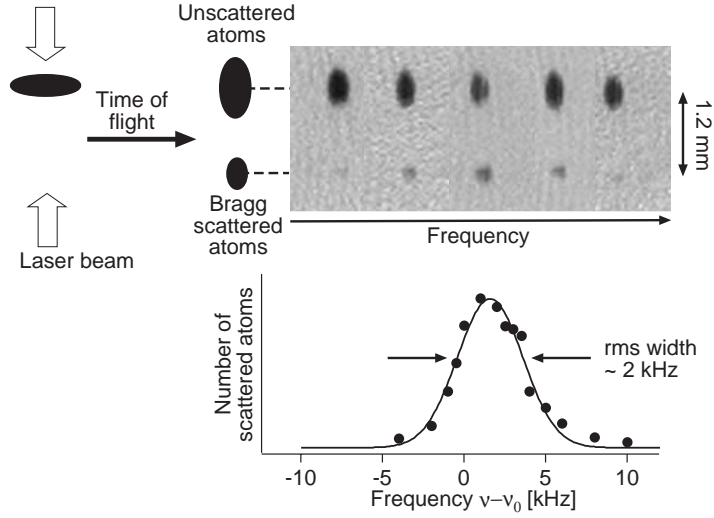 Unscattered
atoms
Time of
flight
1.2 mm
Bragg
scattered
atoms
Frequency
Laser beam
Number of
scattered atoms
rms width
~ 2 kHz
-10
-5
0
5
10
Frequency ν−ν₀ [kHz]